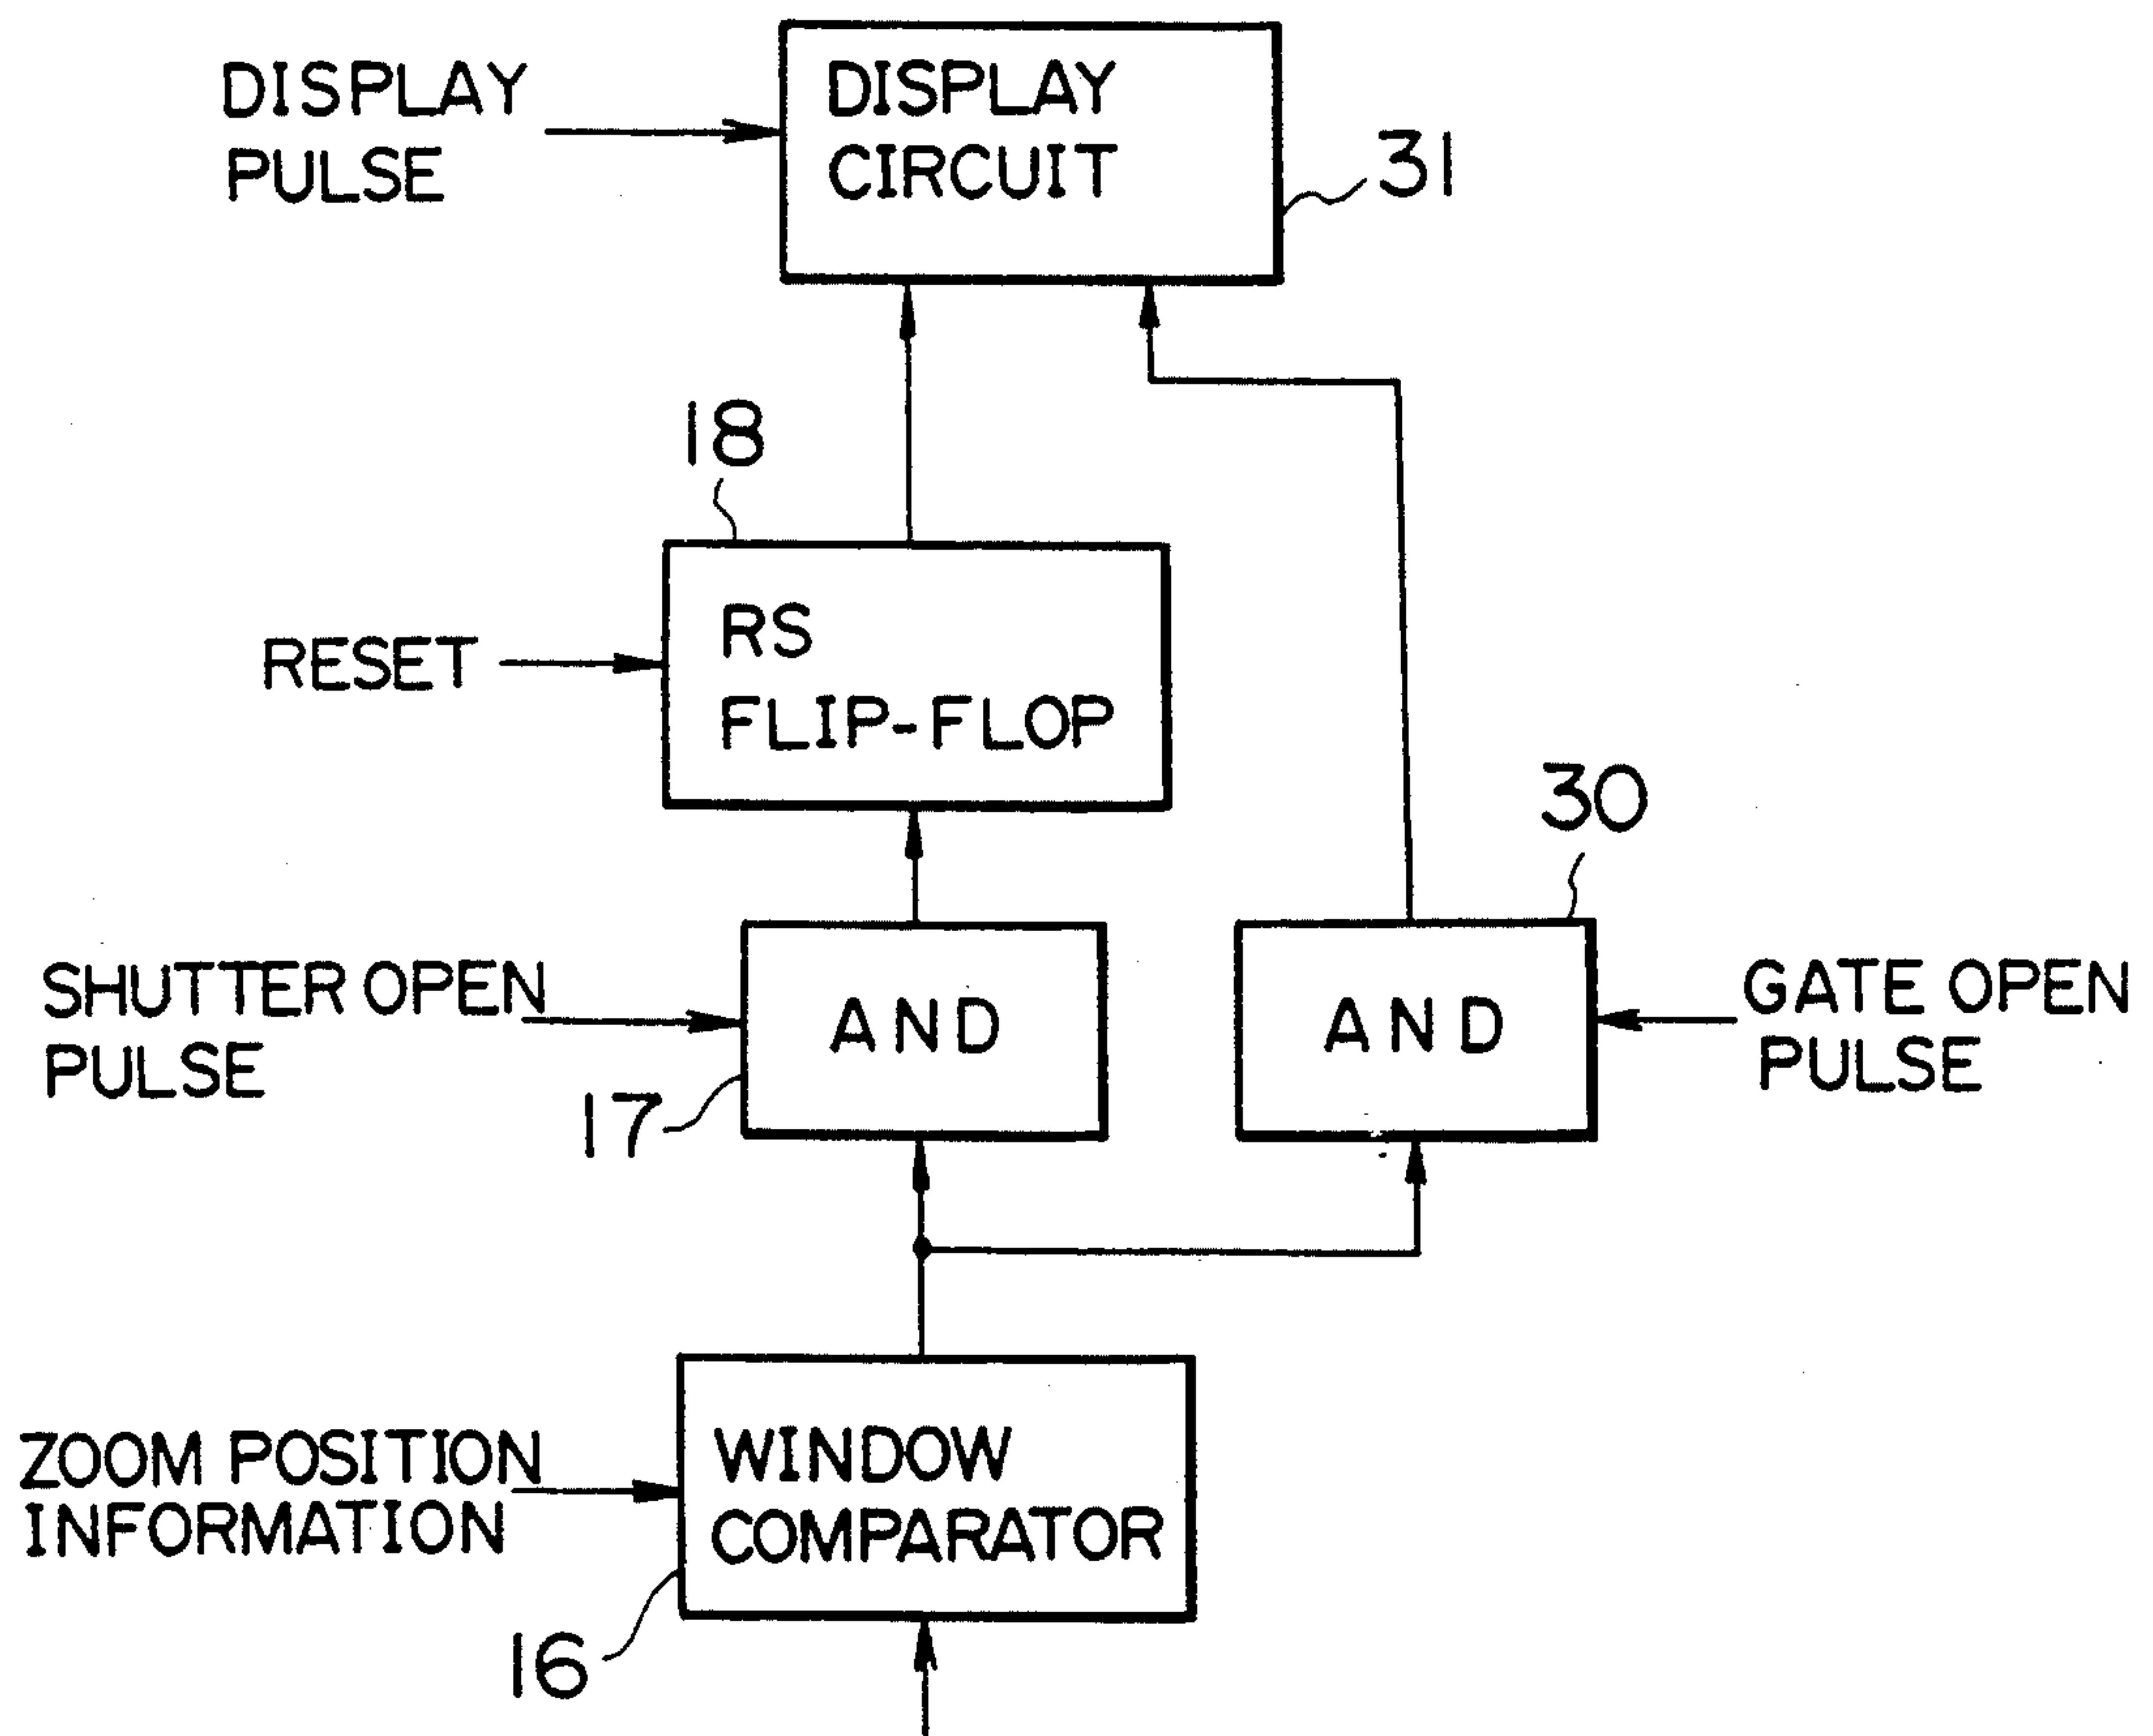 DISPLAY
PULSE
DISPLAY
CIRCUIT
31
18
RESET
RS
FLIP-FLOP
30
SHUTTER OPEN
PULSE
AND
AND
GATE OPEN
PULSE
17
ZOOM POSITION
INFORMATION
WINDOW
COMPARATOR
16